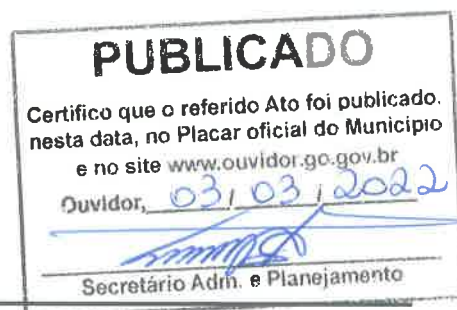 PUBLICADO
Certifico que o referido Ato foi publicado.
nesta data, no Placar oficial do Município
e no site www.ouvidor.go.gov.br
Ouvidor, 03/03/2022
Secretário Adm. e Planejamento